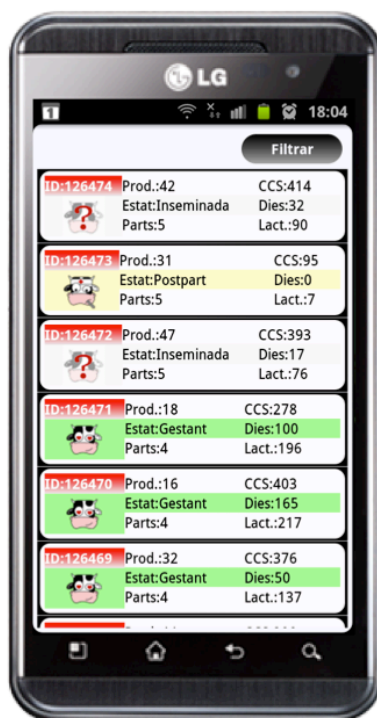 LG
1 18:04
Filtrar
ID:126474 Prod.:42 CCS:414
Estat:Inseminada Dies:32
Parts:5 Lact.:90
ID:126473 Prod.:31 CCS:95
Estat:Postpart Dies:0
Parts:5 Lact.:7
ID:126472 Prod.:47 CCS:393
Estat:Inseminada Dies:17
Parts:5 Lact.:76
ID:126471 Prod.:18 CCS:278
Estat:Gestant Dies:100
Parts:4 Lact.:196
ID:126470 Prod.:16 CCS:403
Estat:Gestant Dies:165
Parts:4 Lact.:217
ID:126469 Prod.:32 CCS:376
Estat:Gestant Dies:50
Parts:4 Lact.:137